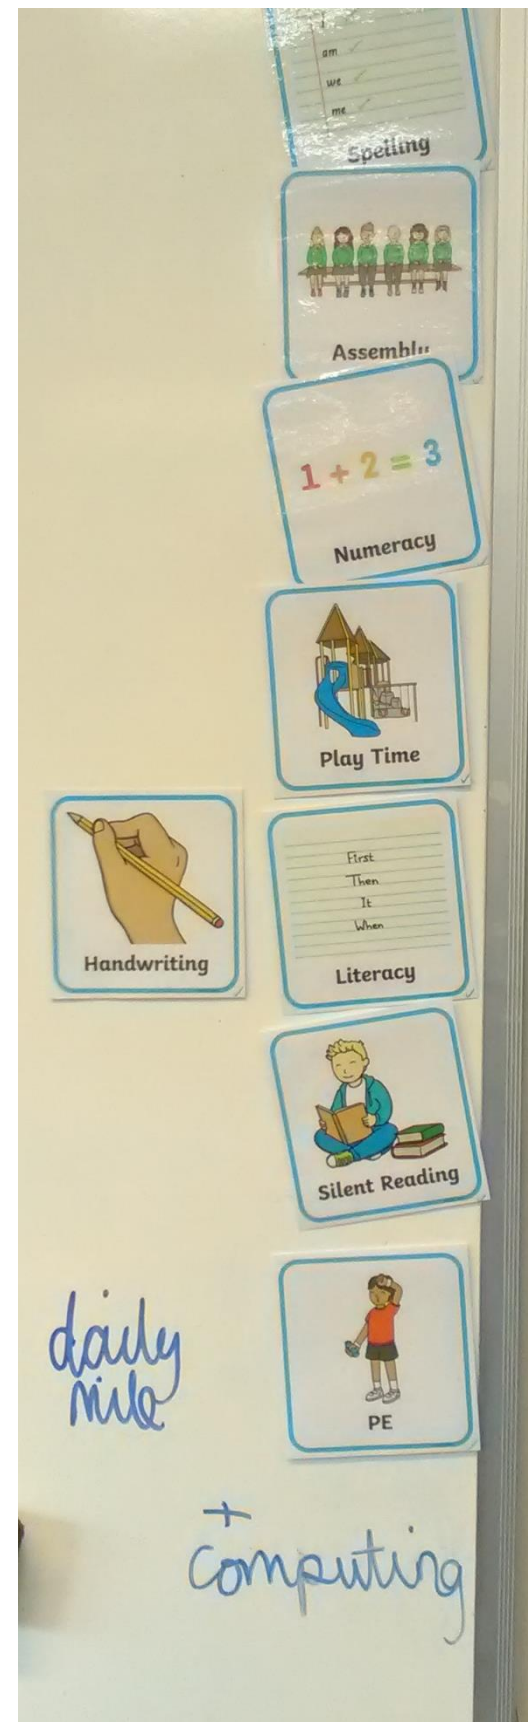 I
am ✓
we ✓
me ✓
Spelling
Assembly
1 + 2 = 3
Numeracy
Play Time
Handwriting
First
Then
It
When
Literacy
Silent Reading
daily
mile
PE
+
computing